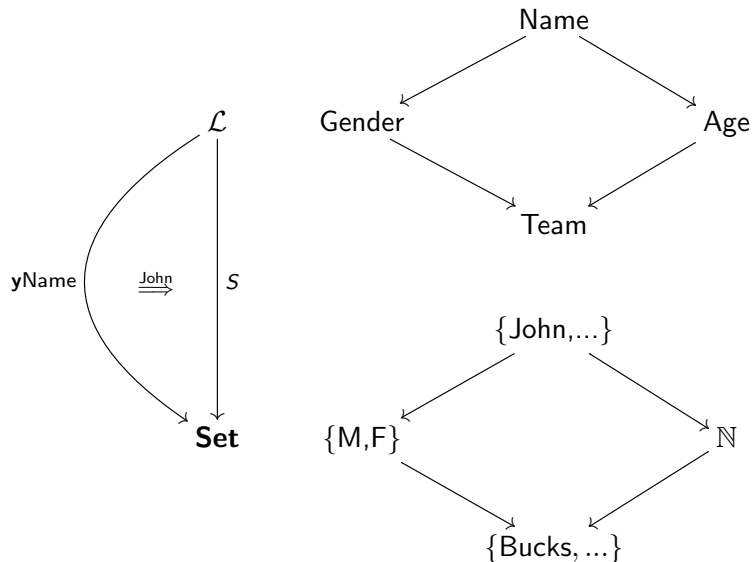 Name
ℒ
Gender
Age
Team
yName
John
S
{John,...}
Set
{M,F}
ℕ
{Bucks, ...}